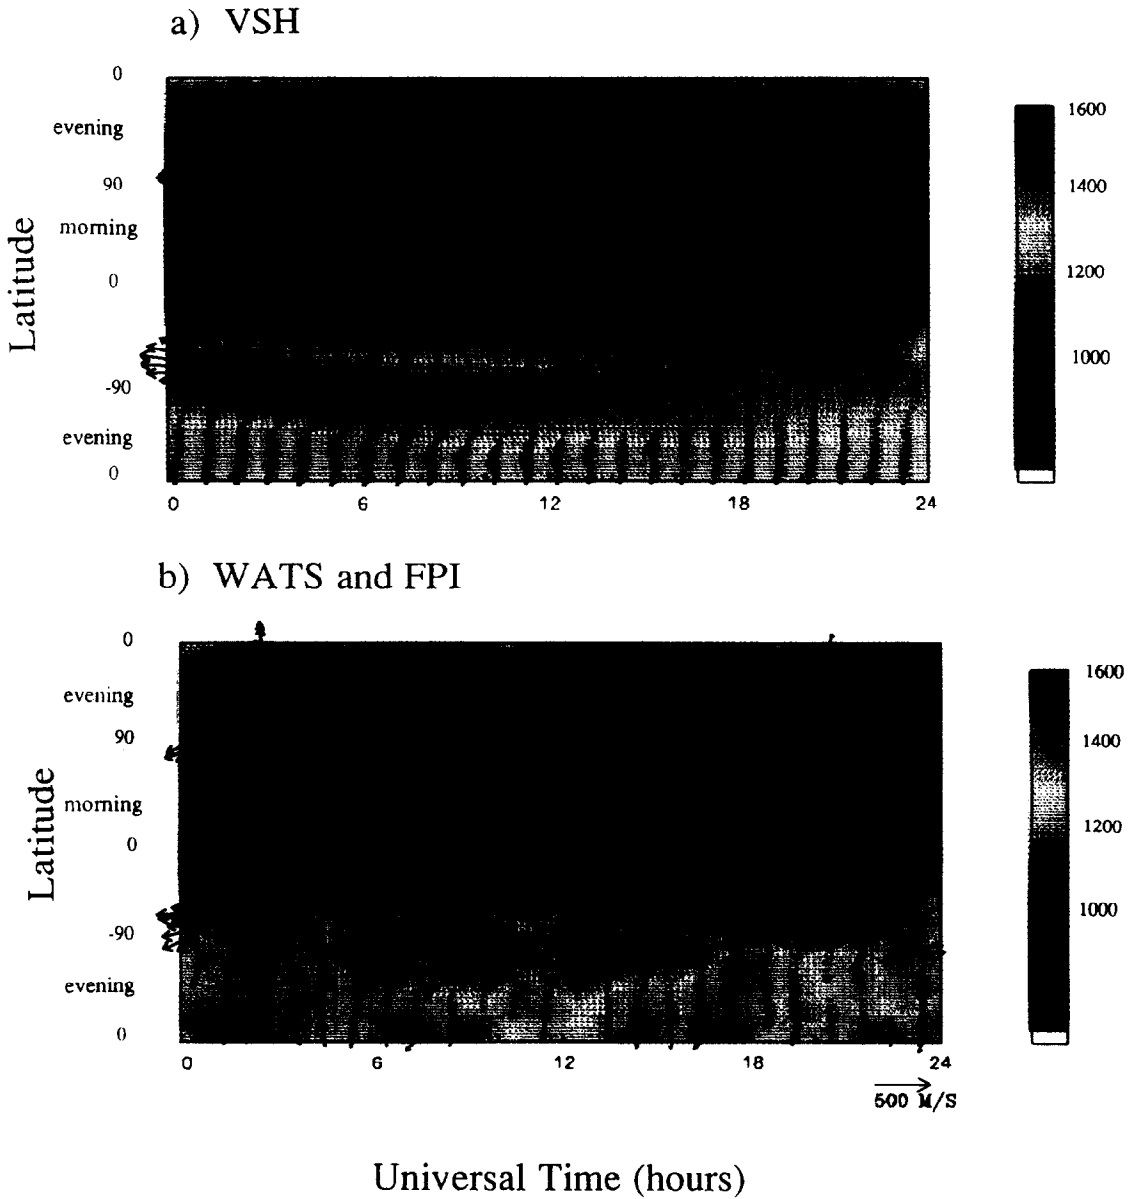 a) VSH
0
evening
90
morning
0
-90
evening
0
Latitude
0 6 12 18 24
1600
1400
1200
1000
b) WATS and FPI
0
evening
90
morning
0
-90
evening
0
Latitude
0 6 12 18 24
1600
1400
1200
1000
500 M/S
Universal Time (hours)